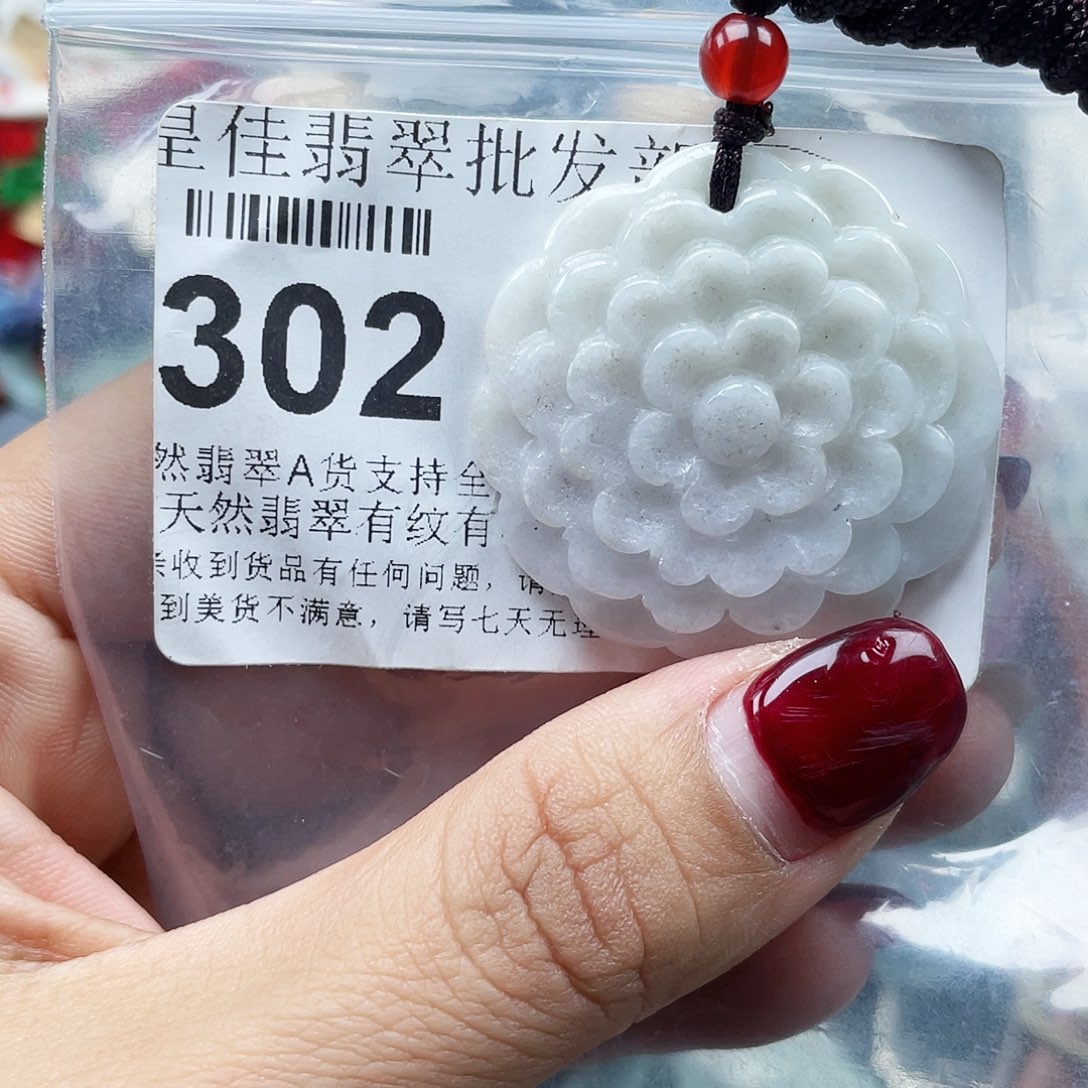 佳翡翠批发部
302
然翡翠A货支持全
天然翡翠有纹有
收到货品有任何问题，请
到美货不满意，请写七天无理